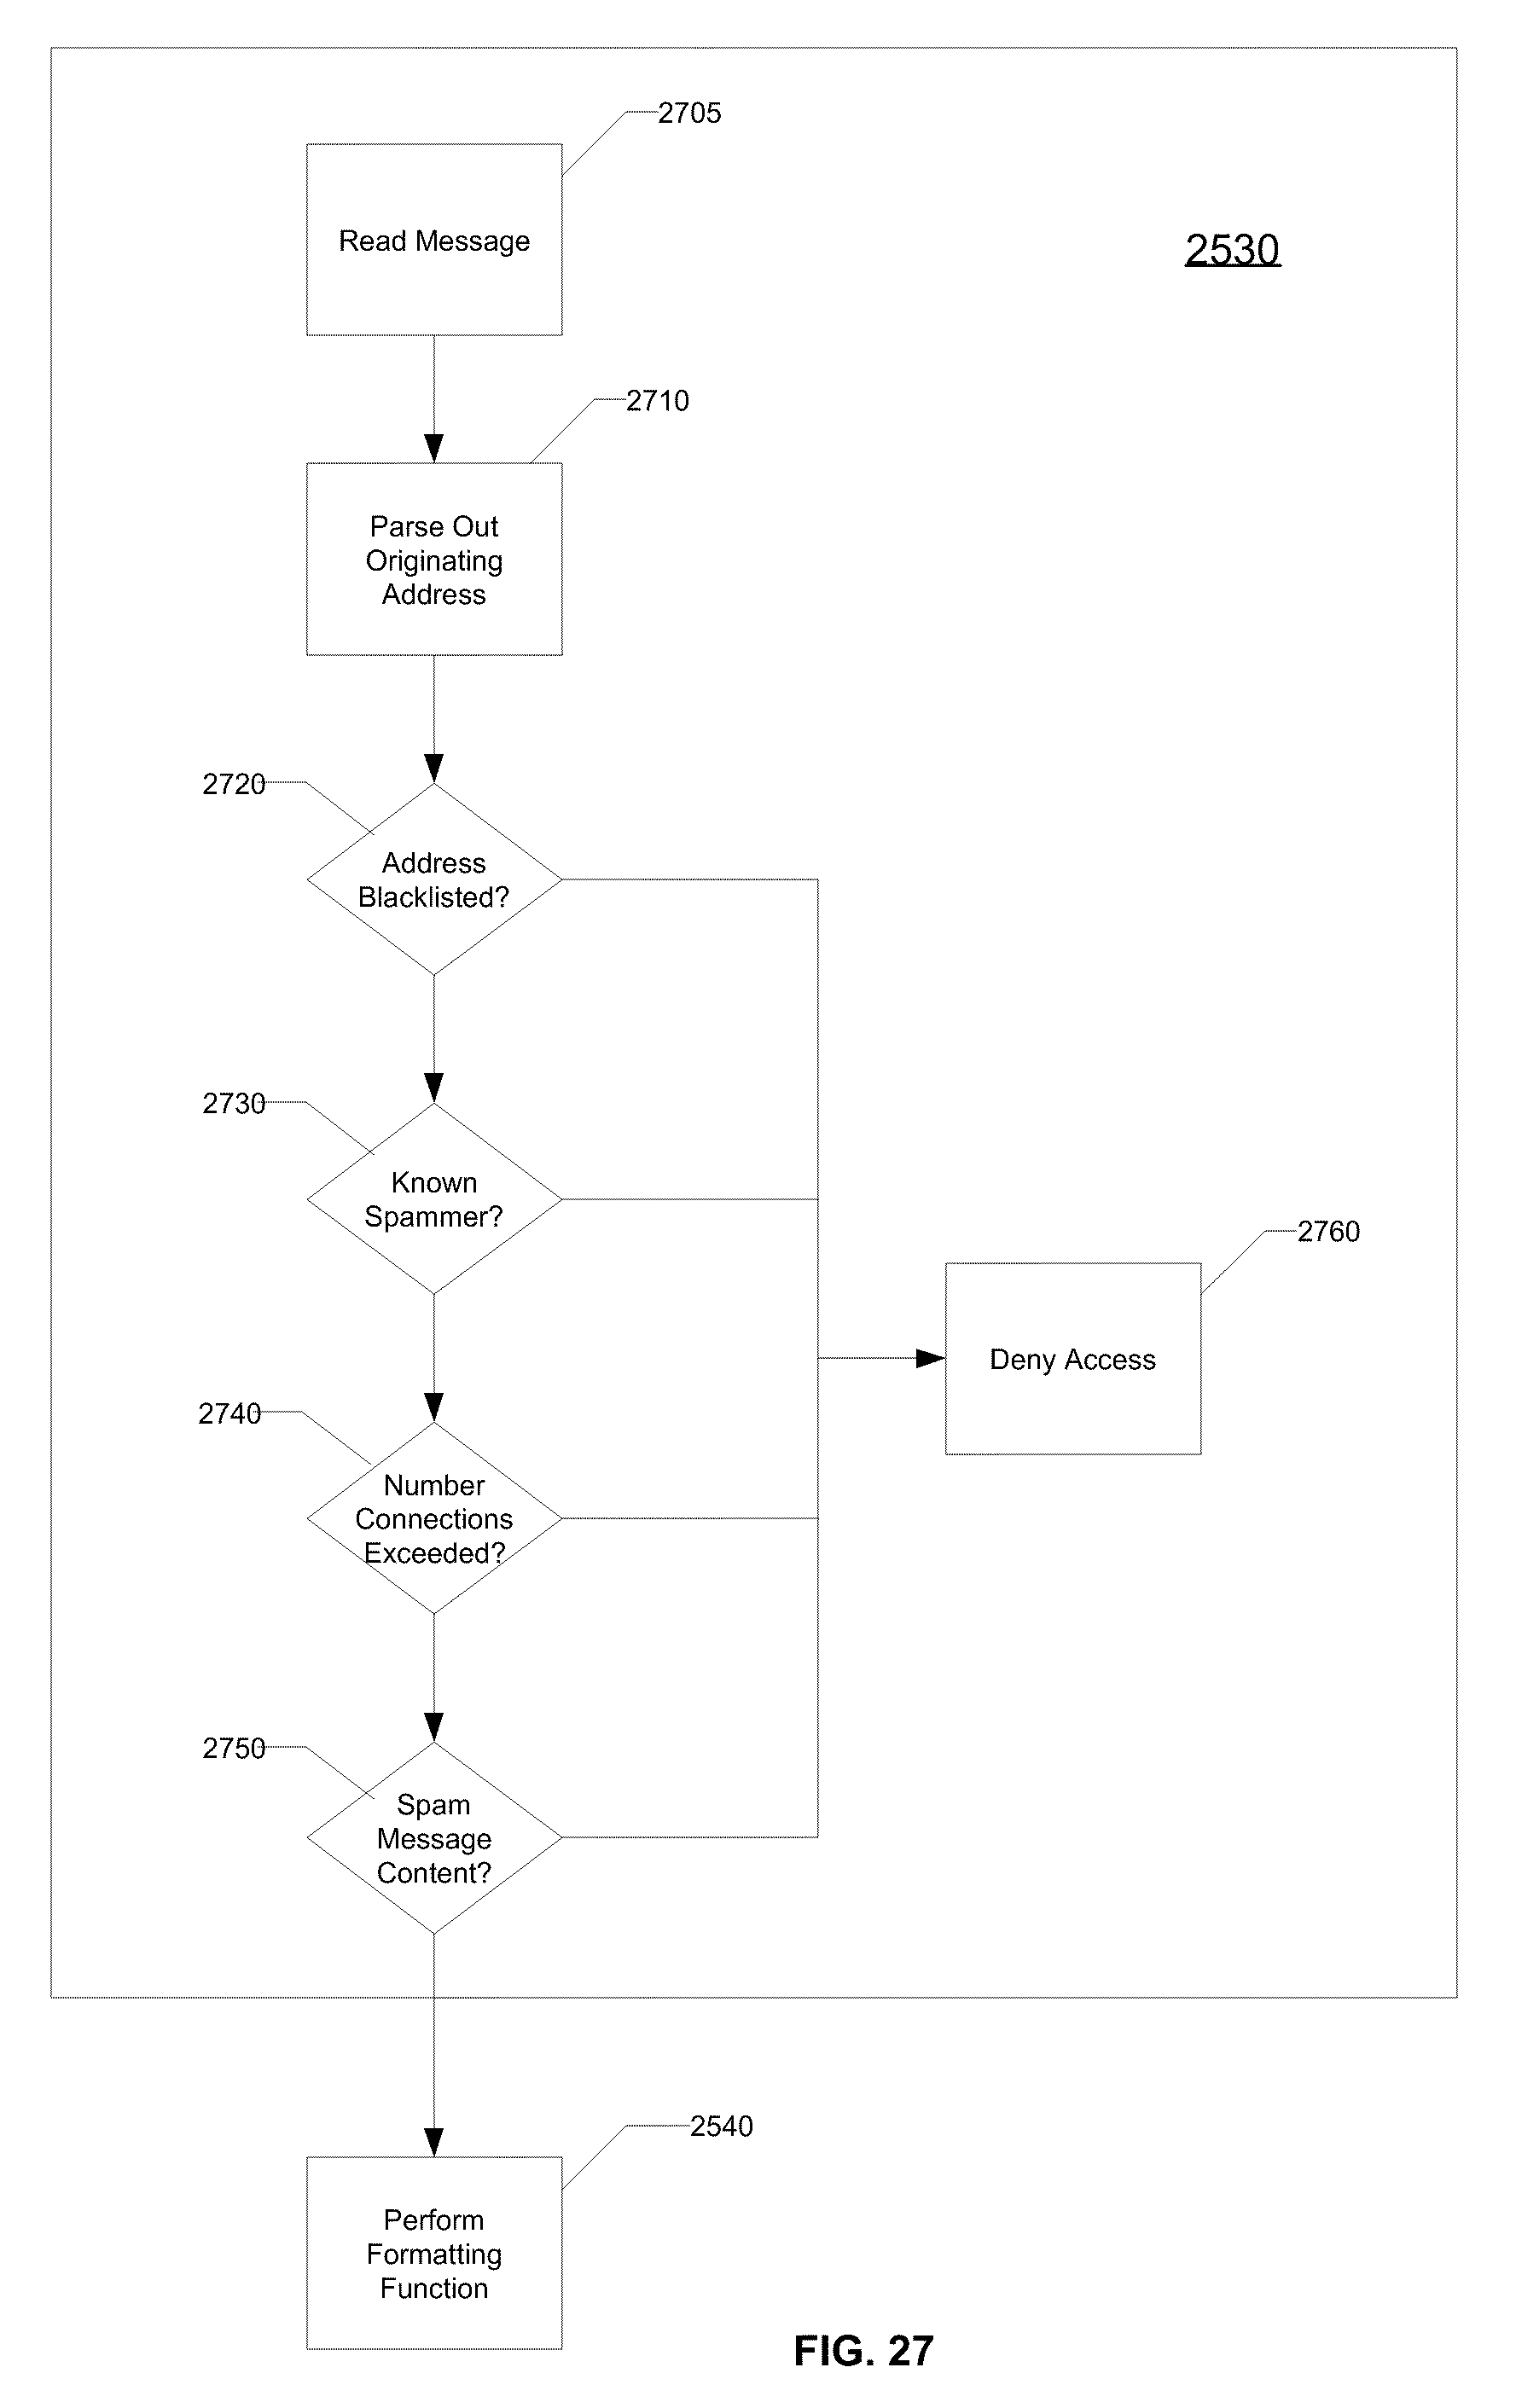 2705
Read Message
2530
2710
Parse Out
Originating
Address
2720
Address
Blacklisted?
2730
Known
Spammer?
2760
Deny Access
2740
Number
Connections
Exceeded?
2750
Spam
Message
Content?
2540
Perform
Formatting
Function
FIG. 27